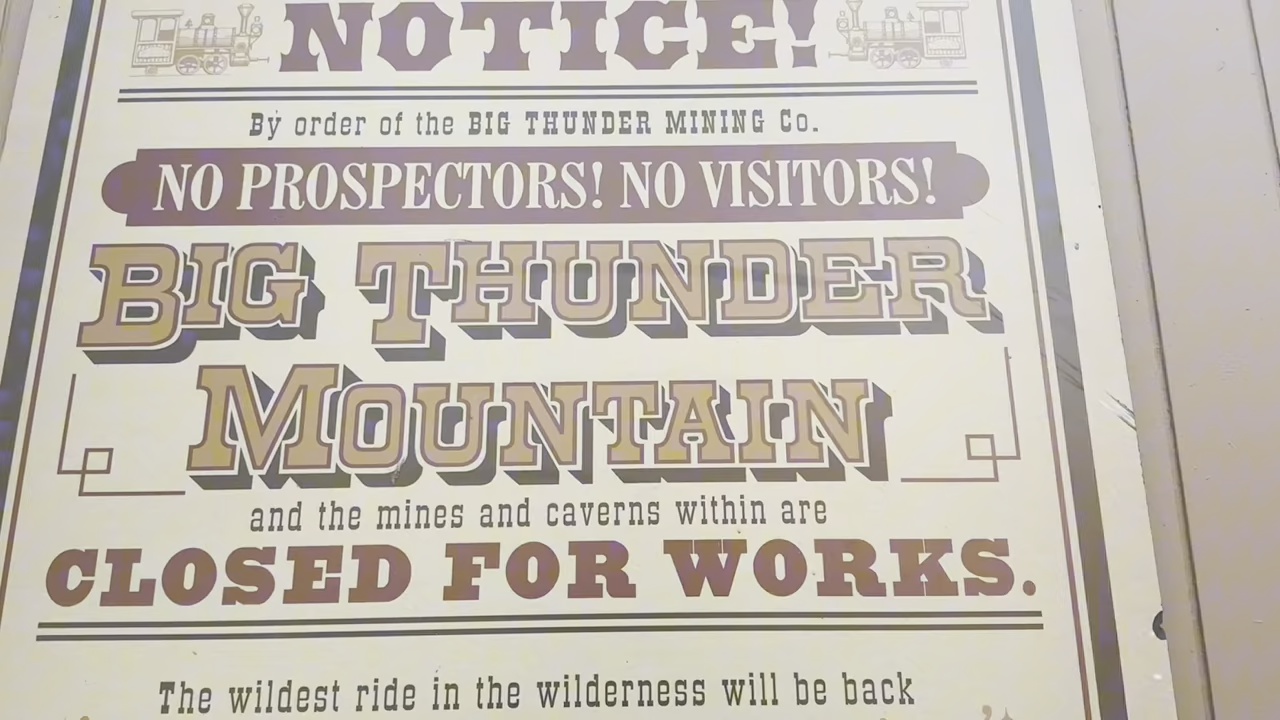 NOTICE!
By order of the BIG THUNDER MINING Co.
NO PROSPECTORS! NO VISITORS!
BIG THUNDER
MOUNTAIN
and the mines and caverns within are
CLOSED FOR WORKS.
The wildest ride in the wilderness will be back